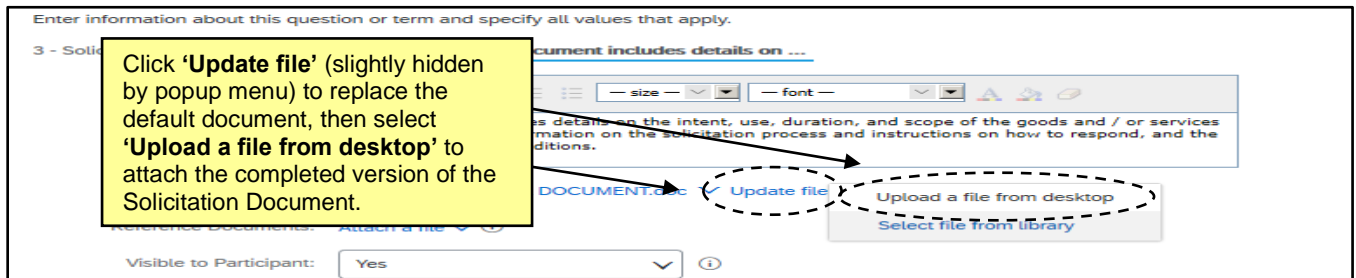 Enter information about this question or term and specify all values that apply.
3 - Solic
cument includes details on ...
Click ‘Update file’ (slightly hidden
by popup menu) to replace the
default document, then select
‘Upload a file from desktop’ to
attach the completed version of the
Solicitation Document.
— size —
— font —
A
es details on the intent, use, duration, and scope of the goods and / or services
rmation on the solicitation process and instructions on how to respond, and the
ditions.
DOCUMENT.doc Update file
Upload a file from desktop
Select file from library
Reference Documents: Attach a file
Visible to Participant: Yes